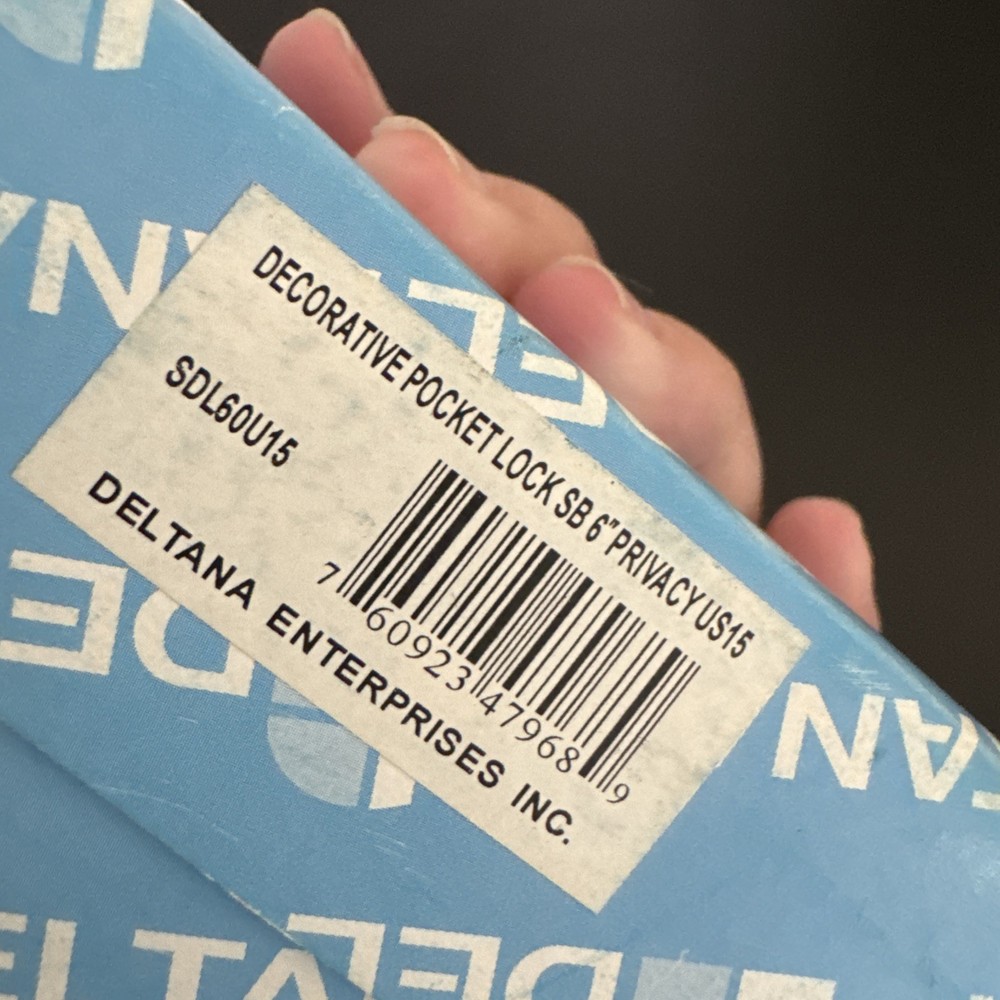 DECORATIVE POCKET LOCK SB 6" PRIVACY US15
SDL60U15
7 60923 47968 9
DELTANA ENTERPRISES INC.